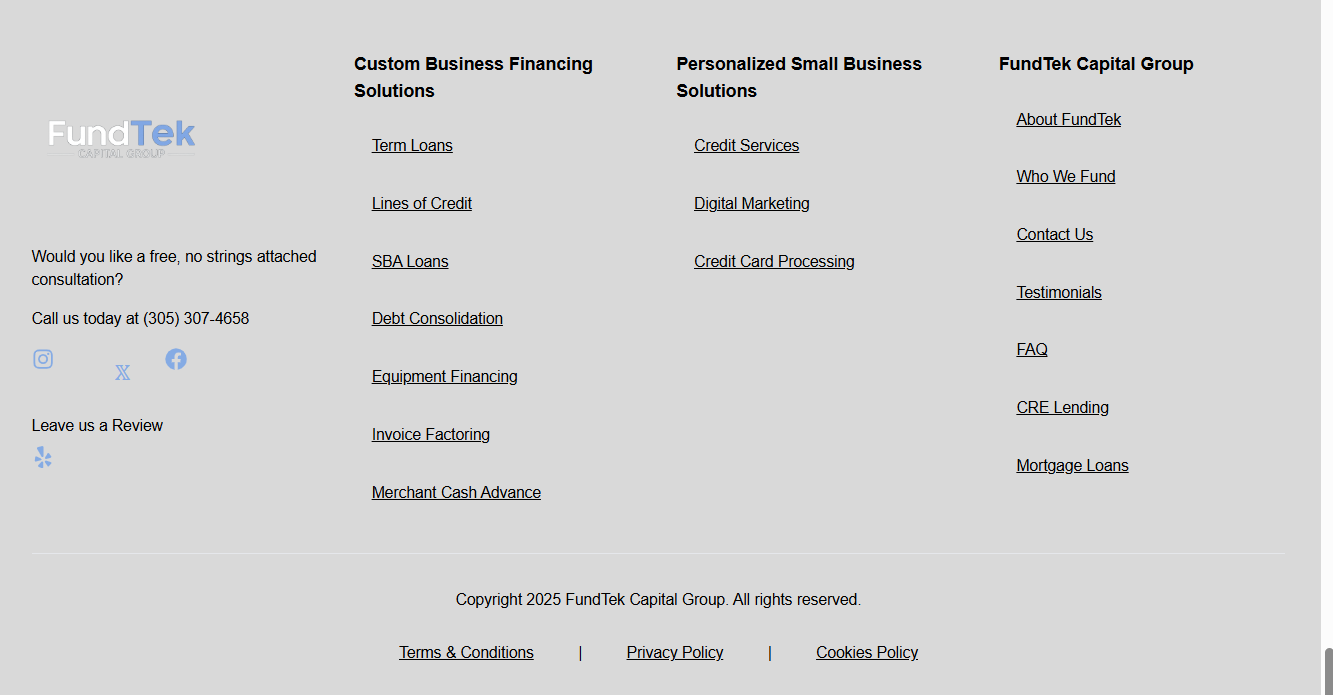 FundTek
CAPITAL GROUP
Would you like a free, no strings attached
consultation?
Call us today at (305) 307-4658
Leave us a Review
Custom Business Financing
Solutions
Term Loans
Lines of Credit
SBA Loans
Debt Consolidation
Equipment Financing
Invoice Factoring
Merchant Cash Advance
Personalized Small Business
Solutions
Credit Services
Digital Marketing
Credit Card Processing
FundTek Capital Group
About FundTek
Who We Fund
Contact Us
Testimonials
FAQ
CRE Lending
Mortgage Loans
Copyright 2025 FundTek Capital Group. All rights reserved.
Terms & Conditions | Privacy Policy | Cookies Policy